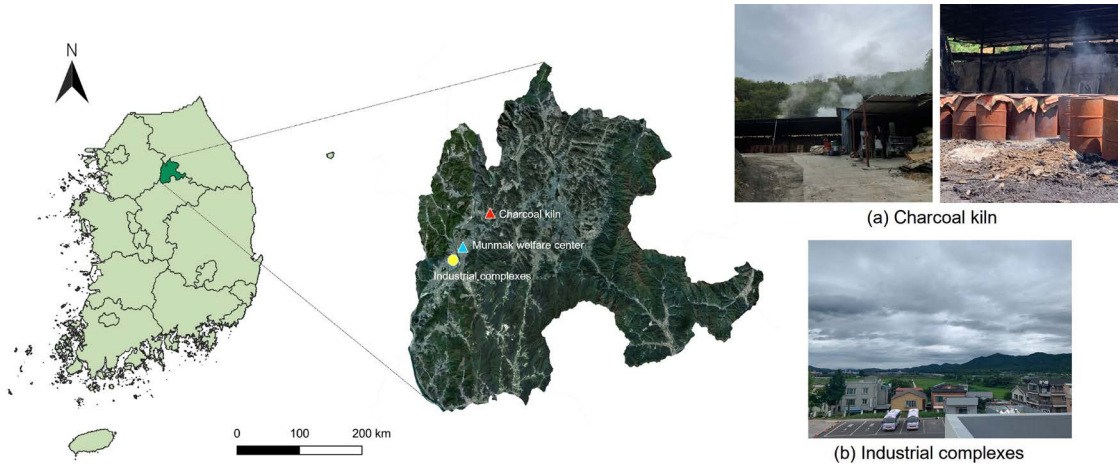 N
Charcoal kiln
Munmak welfare center
Industrial complexes
0 100 200 km
(a) Charcoal kiln
(b) Industrial complexes